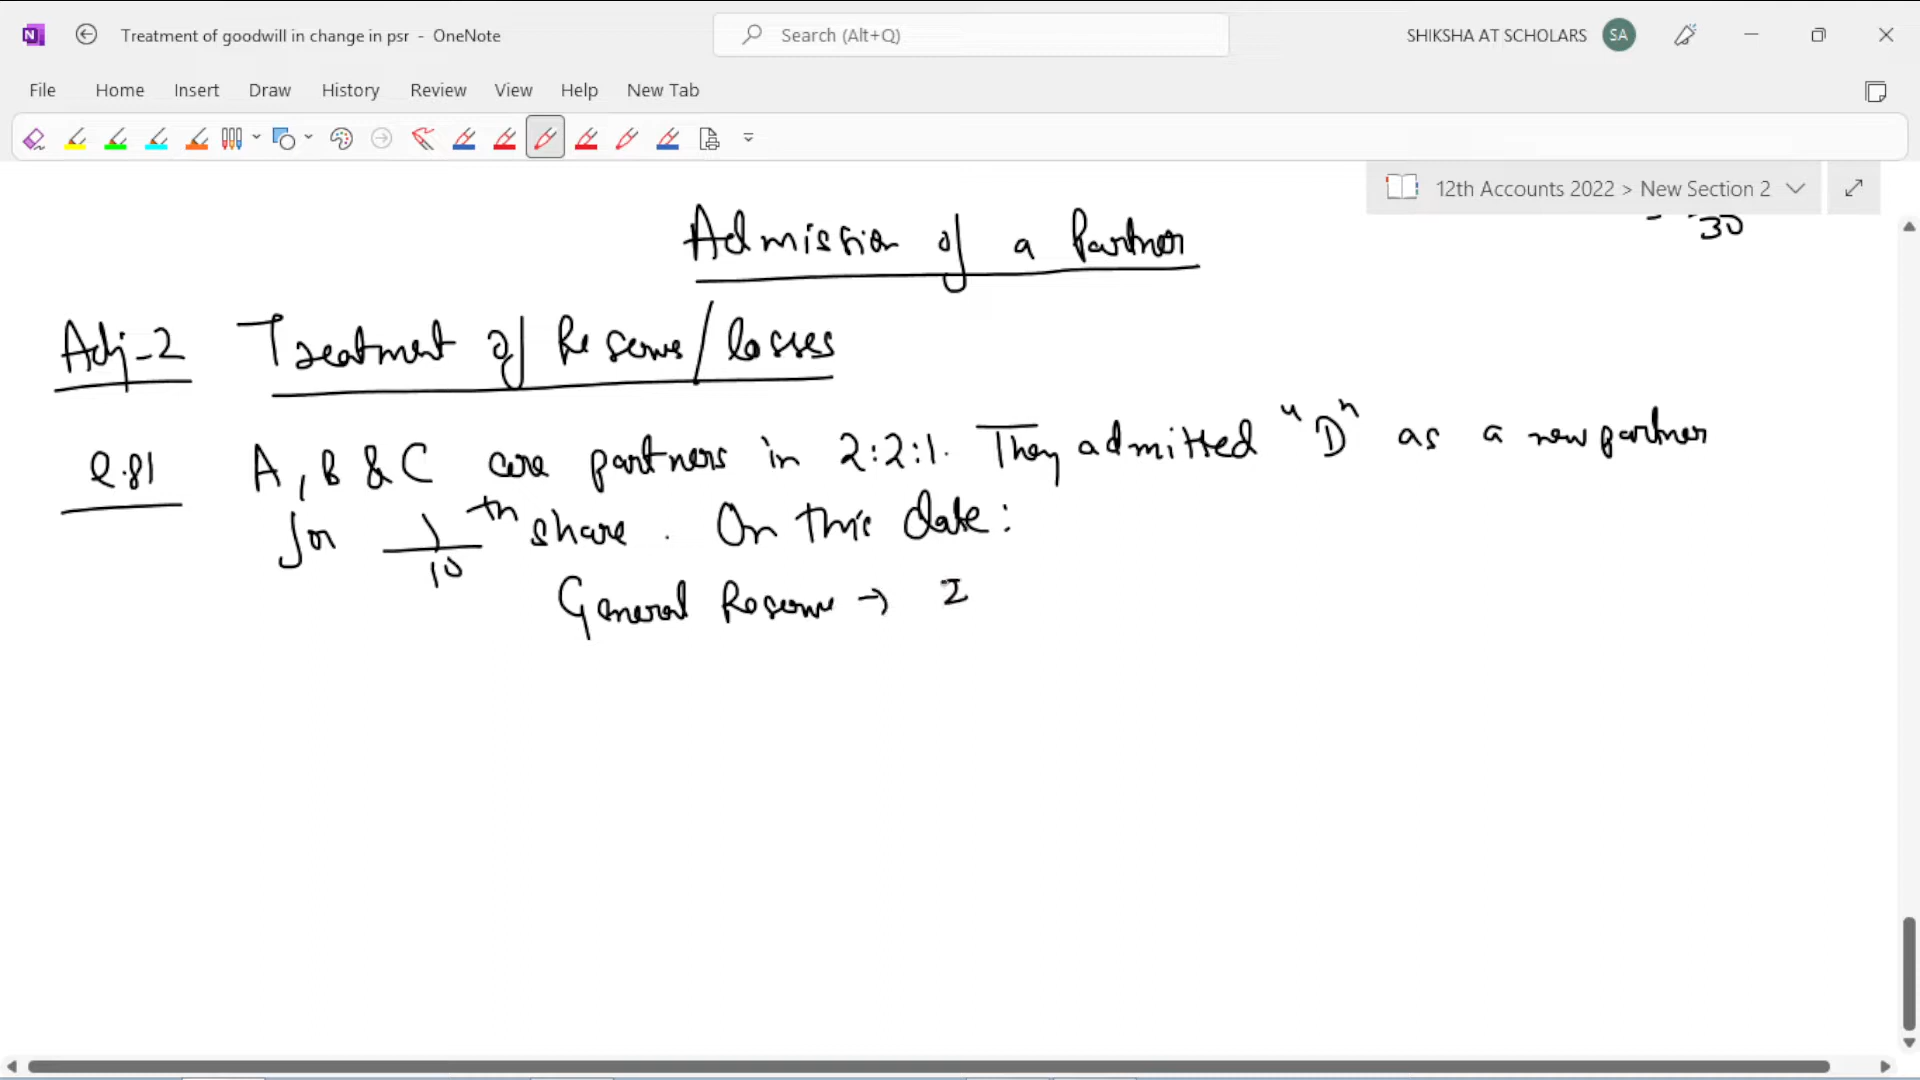 Treatment of goodwill in change in psr - OneNote
Search (Alt+Q)
SHIKSHA AT SCHOLARS SA
File Home Insert Draw History Review View Help New Tab
12th Accounts 2022 > New Section 2
30
Admission of a Partner
Adj-2 Treatment of Reserve/losses
Q.81 A, B & C are partners in 2:2:1. They admitted "D" as a new partner
for 1/10 th share. On this date:
General Reserve →